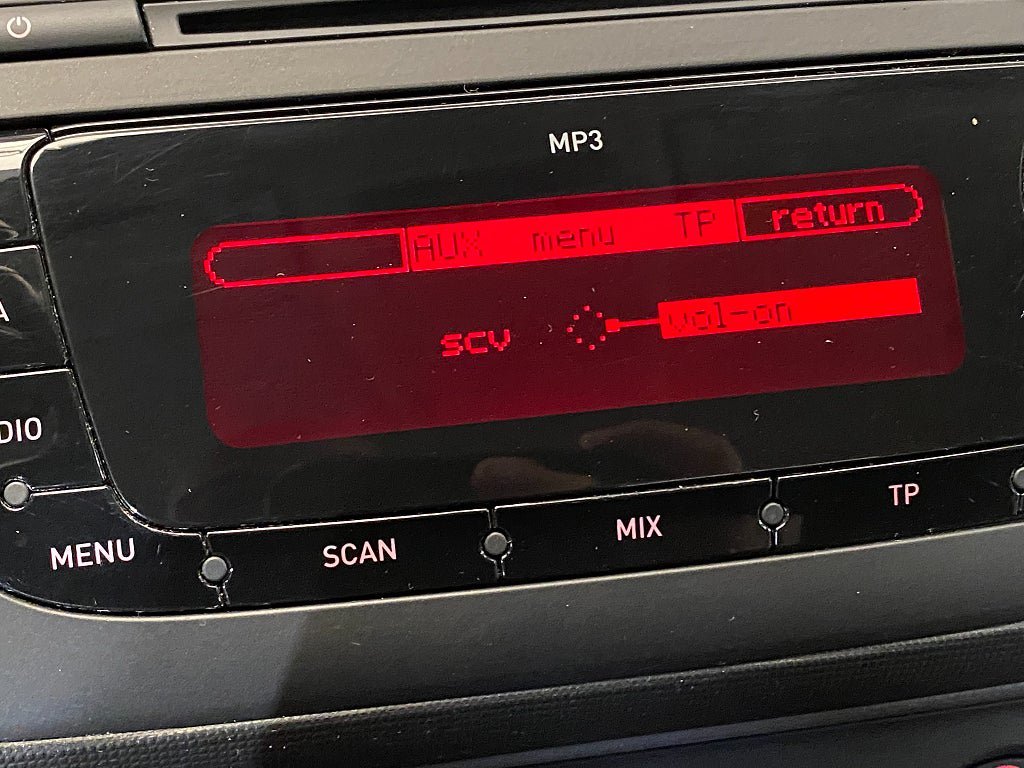 MP3
AUX menu TP return
scv vol-on
A
DIO
MENU SCAN MIX TP